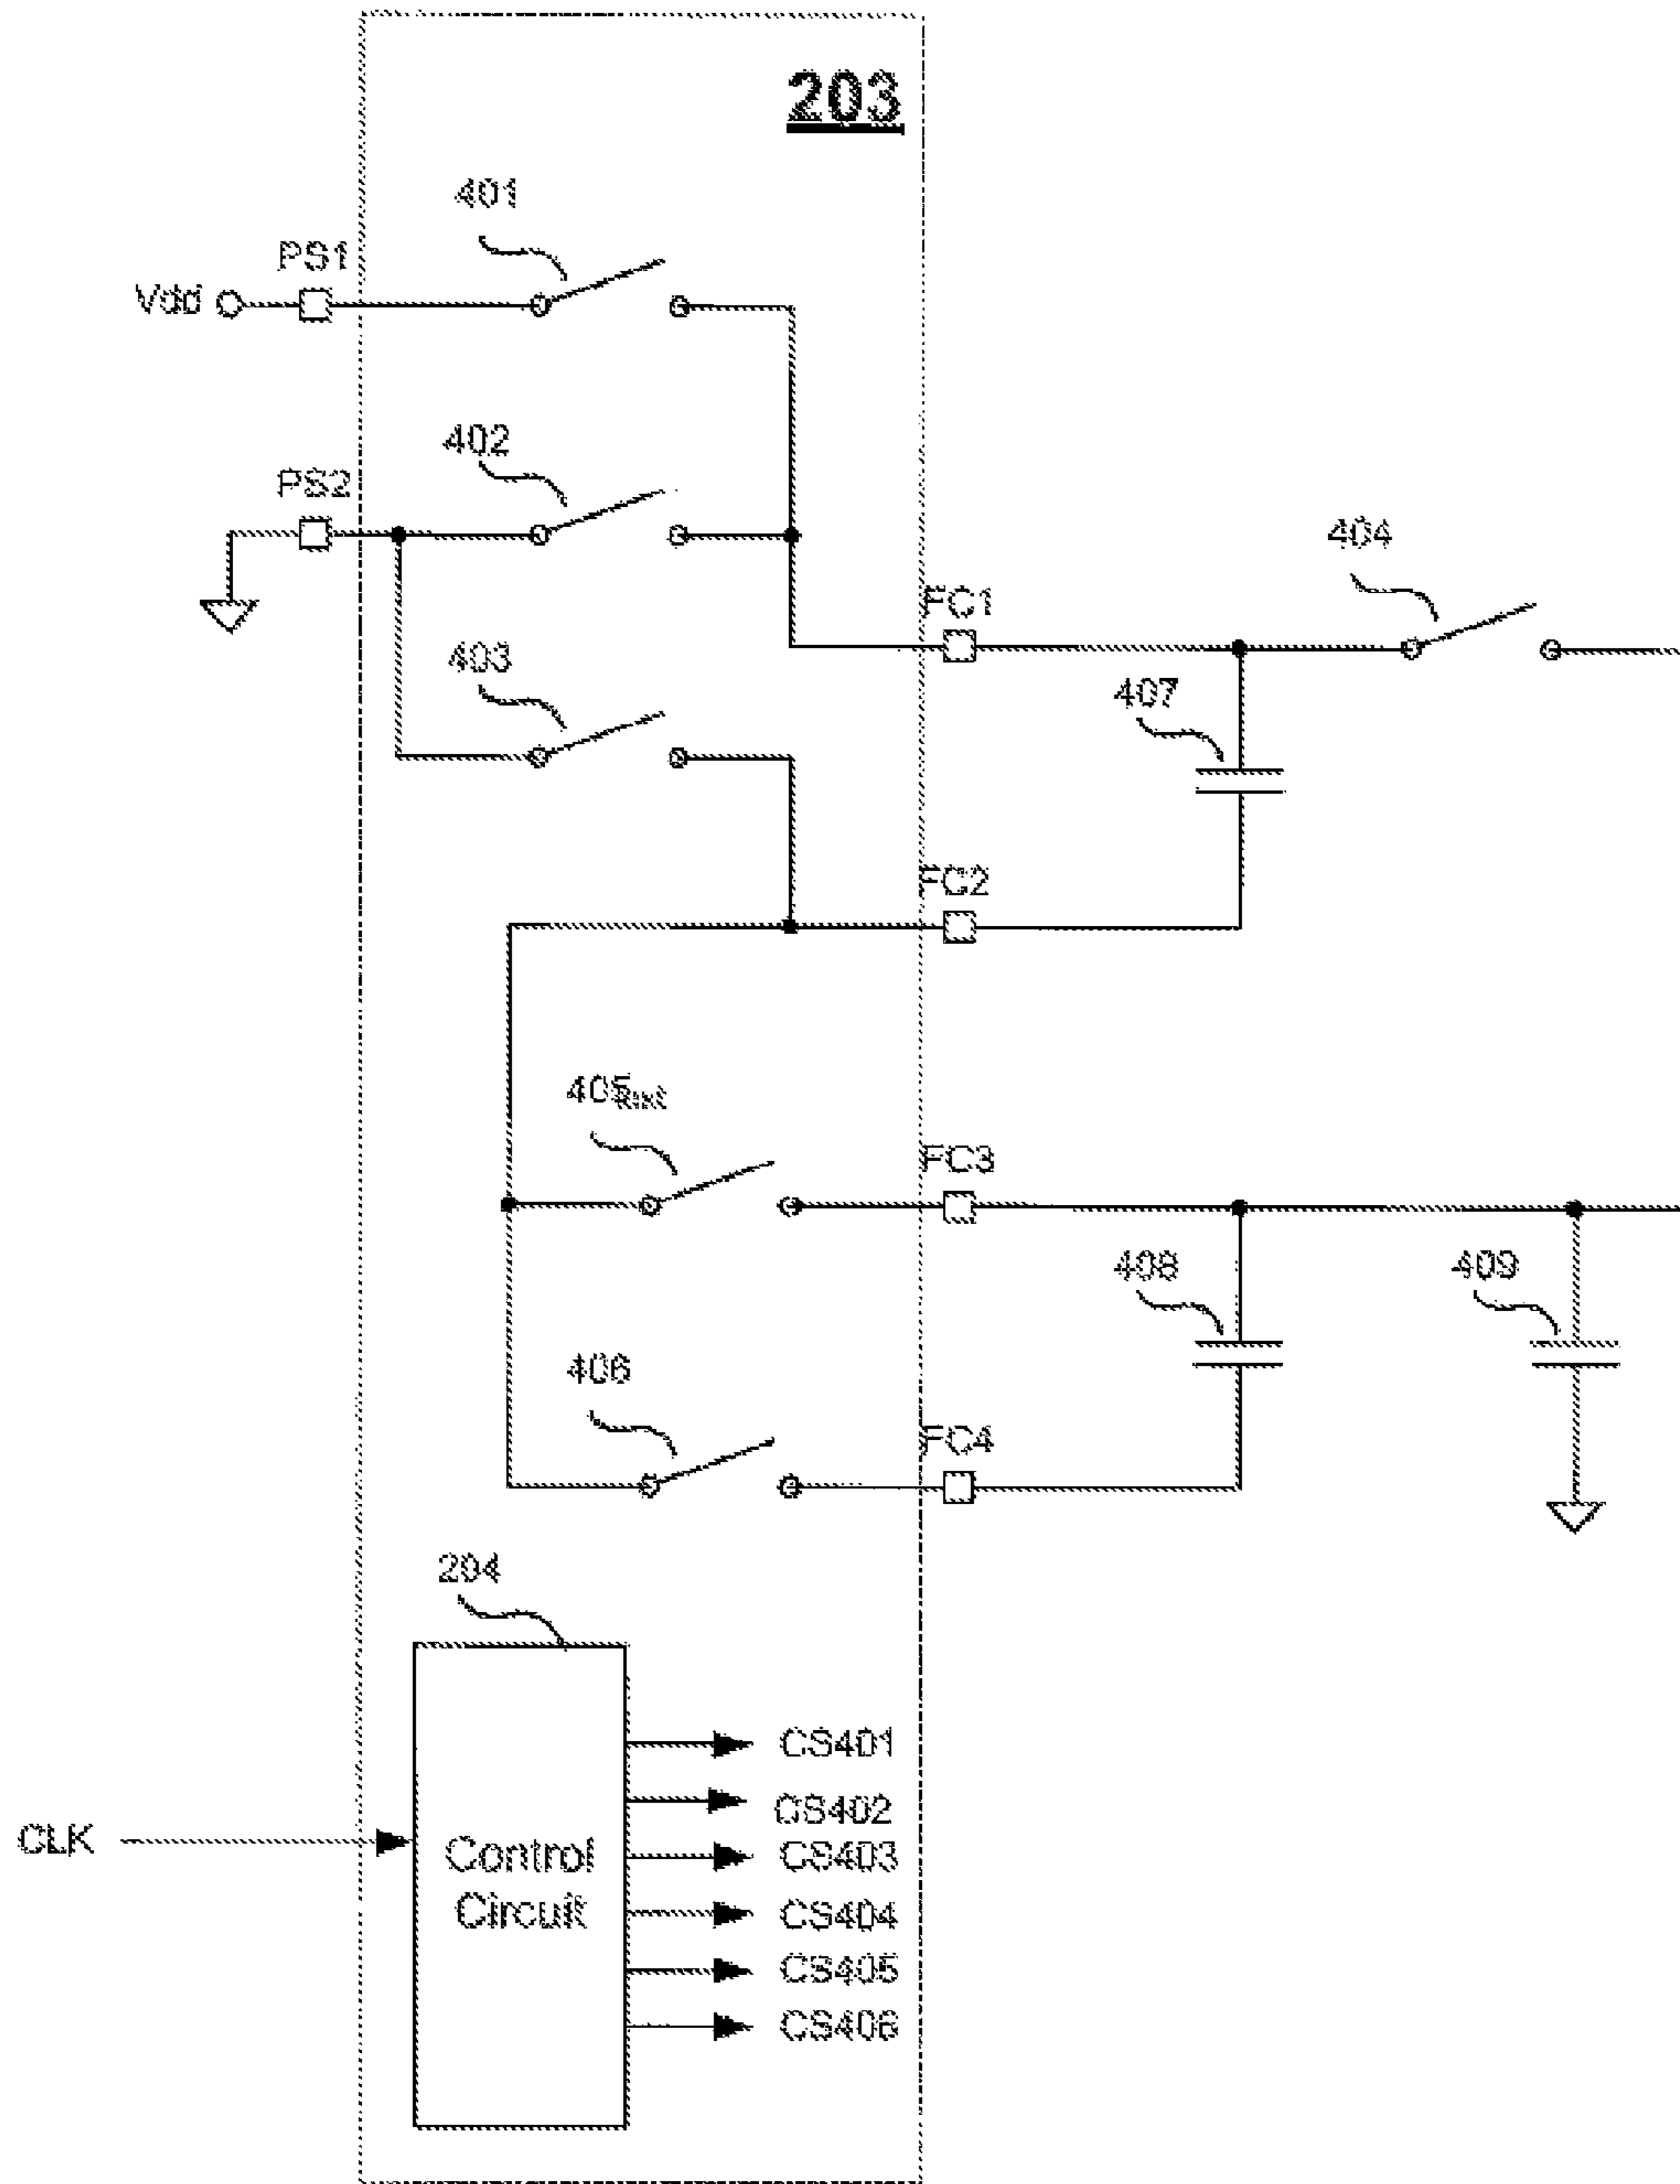 203
401
PS1
Vdd
402
PS2
404
FC1
403
407
FC2
405
FC3
408
409
406
FC4
204
CS401
CS402
CLK
Control
Circuit
CS403
CS404
CS405
CS406